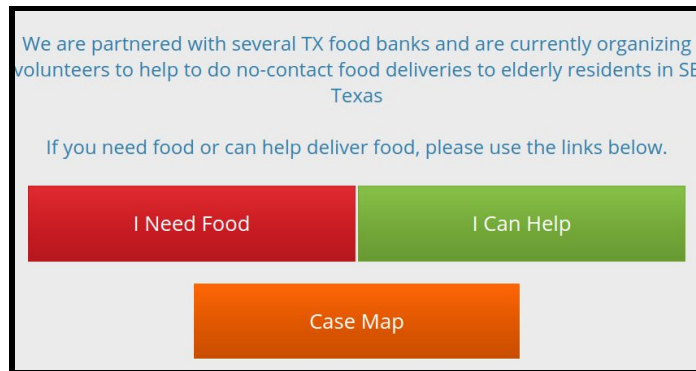 We are partnered with several TX food banks and are currently organizing
volunteers to help to do no-contact food deliveries to elderly residents in SE
Texas
If you need food or can help deliver food, please use the links below.
I Need Food
I Can Help
Case Map